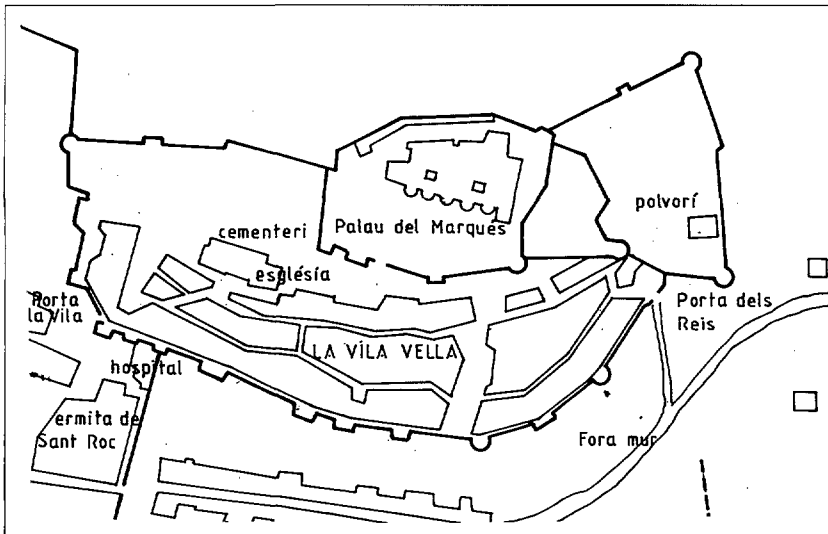 cementeri
Palau del Marqués
polvorí
església
Porta
la Vila
Porta dels
Reis
LA VILA VELLA
hospital
ermita de
Sant Roc
Fora mur